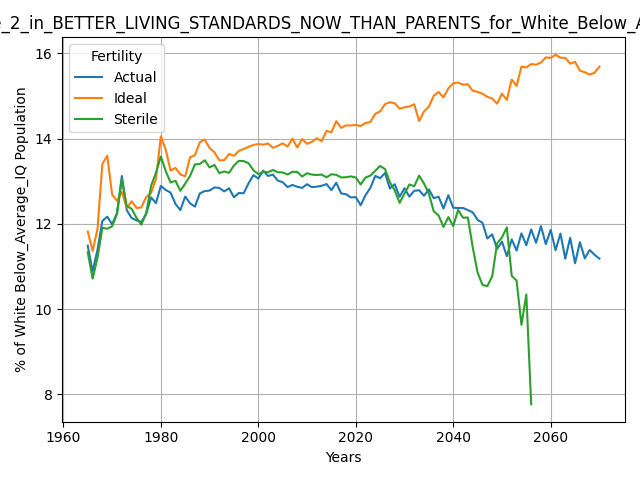 _2_in_BETTER_LIVING_STANDARDS_NOW_THAN_PARENTS_for_White_Below_A
Fertility
Actual
Ideal
Sterile
% of White Below_Average_IQ Population
16
14
12
10
8
1960 1980 2000 2020 2040 2060
Years